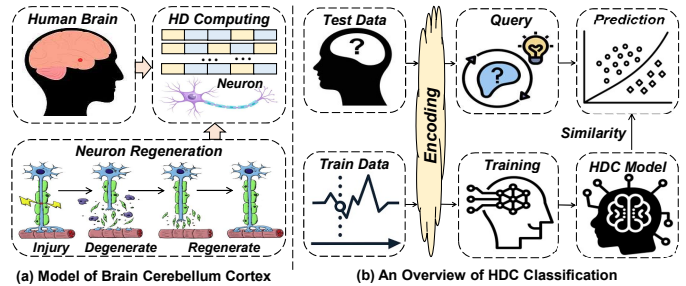 Human Brain
HD Computing
... ...
Neuron
Neuron Regeneration
Injury
Degenerate
Regenerate
(a) Model of Brain Cerebellum Cortex
Test Data
?
Encoding
Query
?
Prediction
Similarity
Train Data
Training
HDC Model
(b) An Overview of HDC Classification